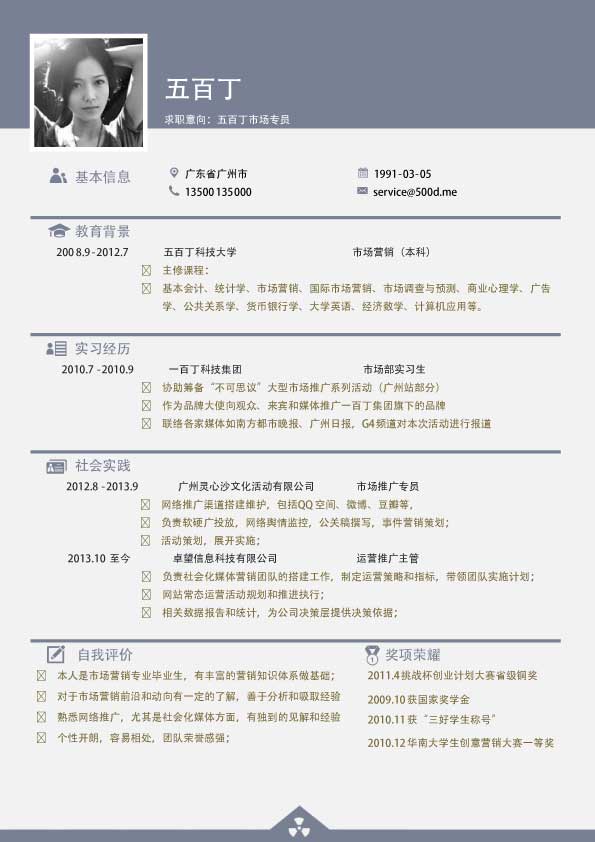 五百丁
求职意向：五百丁市场专员
基本信息
广东省广州市
1991-03-05
13500135000
service@500d.me
教育背景
2008.9-2012.7 五百丁科技大学 市场营销（本科）
主修课程：
基本会计、统计学、市场营销、国际市场营销、市场调查与预测、商业心理学、广告
学、公共关系学、货币银行学、大学英语、经济数学、计算机应用等。
实习经历
2010.7-2010.9 一百丁科技集团 市场部实习生
协助筹备“不可思议”大型市场推广系列活动（广州站部分）
作为品牌大使向观众、来宾和媒体推广一百丁集团旗下的品牌
联络各家媒体如南方都市晚报、广州日报，G4频道对本次活动进行报道
社会实践
2012.8-2013.9 广州灵心沙文化活动有限公司 市场推广专员
网络推广渠道搭建维护，包括QQ空间、微博、豆瓣等，
负责软硬广投放，网络舆情监控，公关稿撰写，事件营销策划；
活动策划，展开实施；
2013.10 至今 卓望信息科技有限公司 运营推广主管
负责社会化媒体营销团队的搭建工作，制定运营策略和指标，带领团队实施计划；
网站常态运营活动规划和推进执行；
相关数据报告和统计，为公司决策层提供决策依据；
自我评价
本人是市场营销专业毕业生，有丰富的营销知识体系做基础；
对于市场营销前沿和动向有一定的了解，善于分析和吸取经验
熟悉网络推广，尤其是社会化媒体方面，有独到的见解和经验
个性开朗，容易相处，团队荣誉感强；
奖项荣耀
2011.4挑战杯创业计划大赛省级铜奖
2009.10获国家奖学金
2010.11获“三好学生称号”
2010.12华南大学生创意营销大赛一等奖